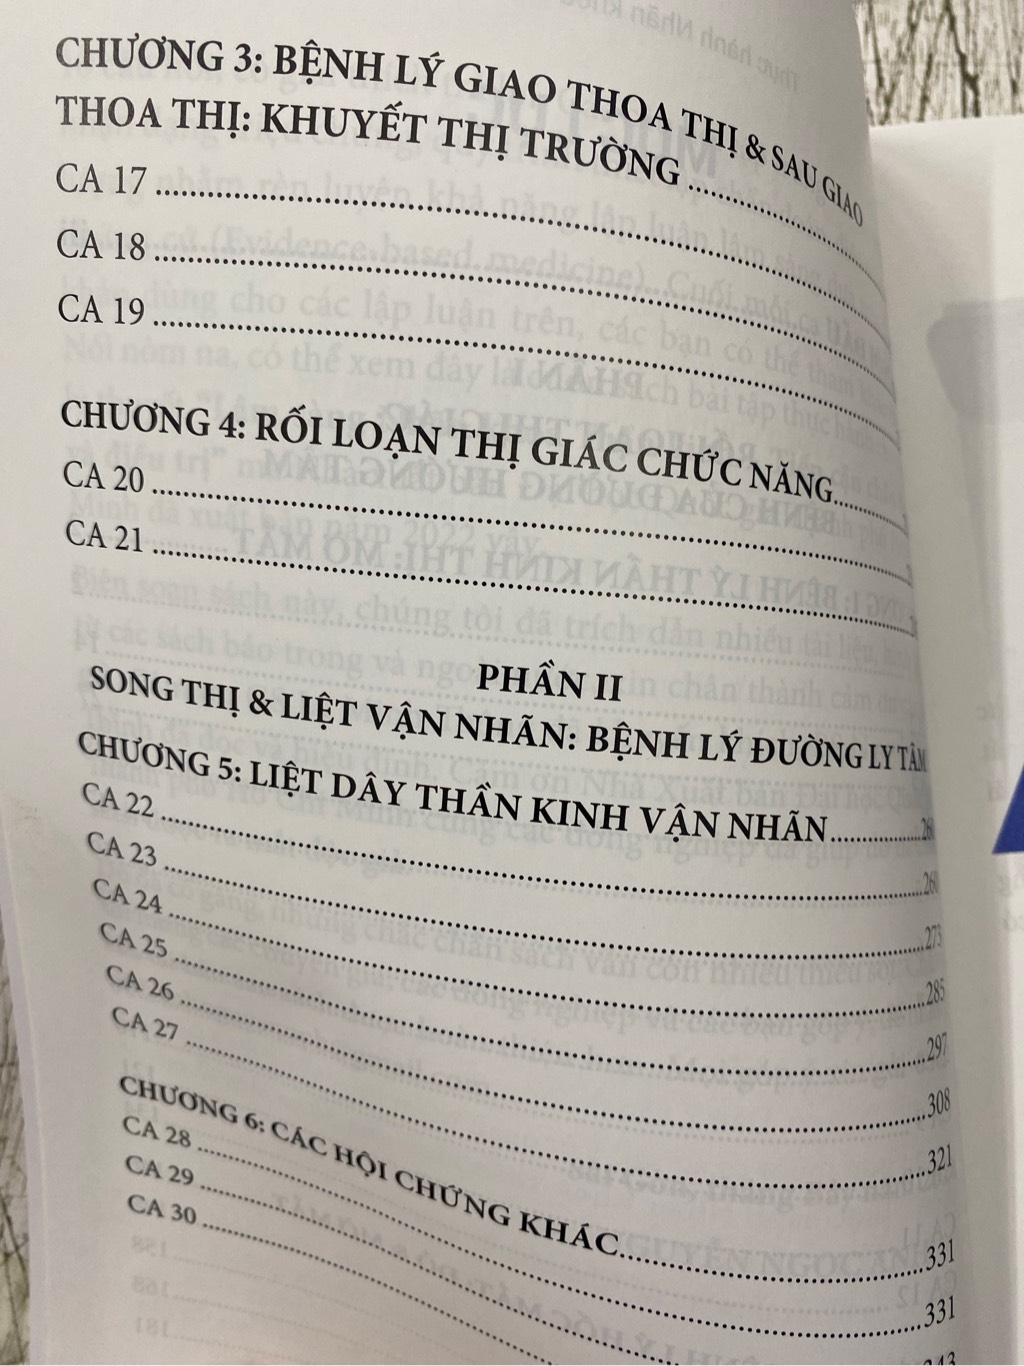 CHƯƠNG 3: BỆNH LÝ GIAO THOA THỊ & SAU GIAO
THOA THỊ: KHUYẾT THỊ TRƯỜNG
CA 17
CA 18
CA 19
CHƯƠNG 4: RỐI LOẠN THỊ GIÁC CHỨC NĂNG
CA 20
CA 21
PHẦN II
SONG THỊ & LIỆT VẬN NHÃN: BỆNH LÝ ĐƯỜNG LY TÂM
CHƯƠNG 5: LIỆT DÂY THẦN KINH VẬN NHÃN
CA 22 260
CA 23 273
CA 24 285
CA 25 297
CA 26 308
CA 27 321
CHƯƠNG 6: CÁC HỘI CHỨNG KHÁC 331
CA 28 331
CA 29
CA 30